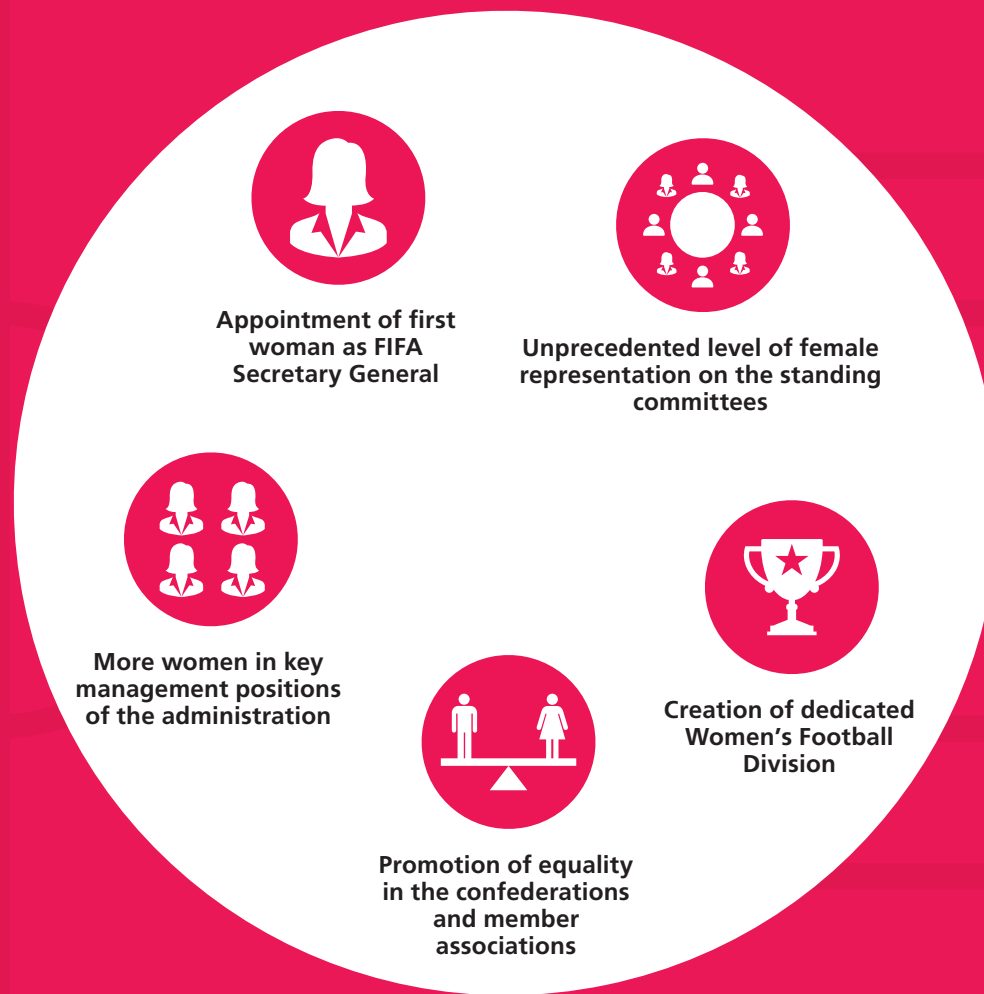 Appointment of first
woman as FIFA
Secretary General
Unprecedented level of female
representation on the standing
committees
More women in key
management positions
of the administration
Creation of dedicated
Women's Football
Division
Promotion of equality
in the confederations
and member
associations